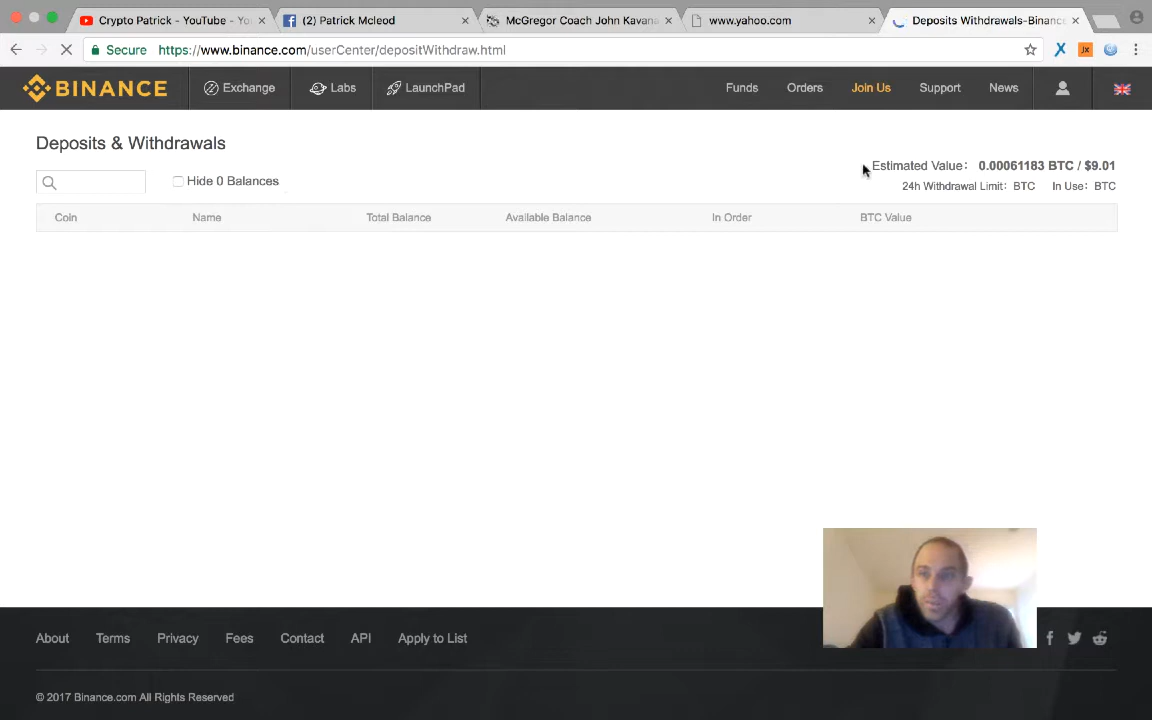 Crypto Patrick - YouTube - Yo
(2) Patrick Mcleod
McGregor Coach John Kavana
www.yahoo.com
Deposits Withdrawals-Binanc
Secure https://www.binance.com/userCenter/depositWithdraw.html
BINANCE Exchange Labs LaunchPad Funds Orders Join Us Support News
Deposits & Withdrawals
Estimated Value: 0.00061183 BTC / $9.01
Hide 0 Balances
24h Withdrawal Limit: BTC In Use: BTC
Coin Name Total Balance Available Balance In Order BTC Value
About Terms Privacy Fees Contact API Apply to List
© 2017 Binance.com All Rights Reserved